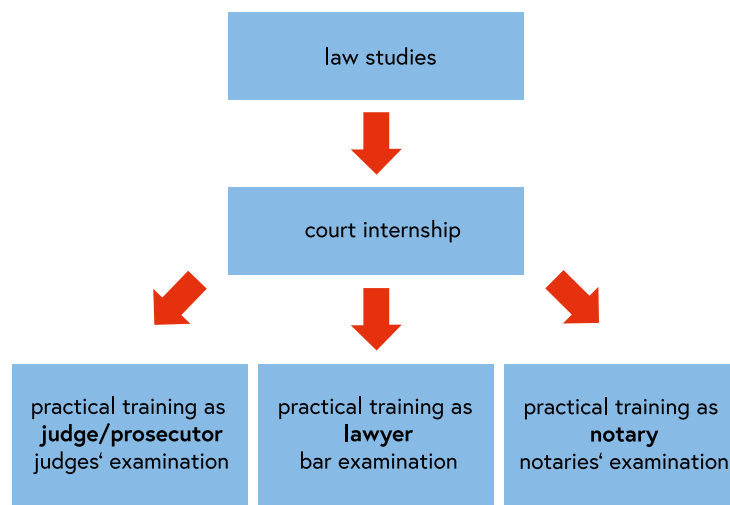 law studies
court internship
practical training as
judge/prosecutor
judges‘ examination
practical training as
lawyer
bar examination
practical training as
notary
notaries‘ examination